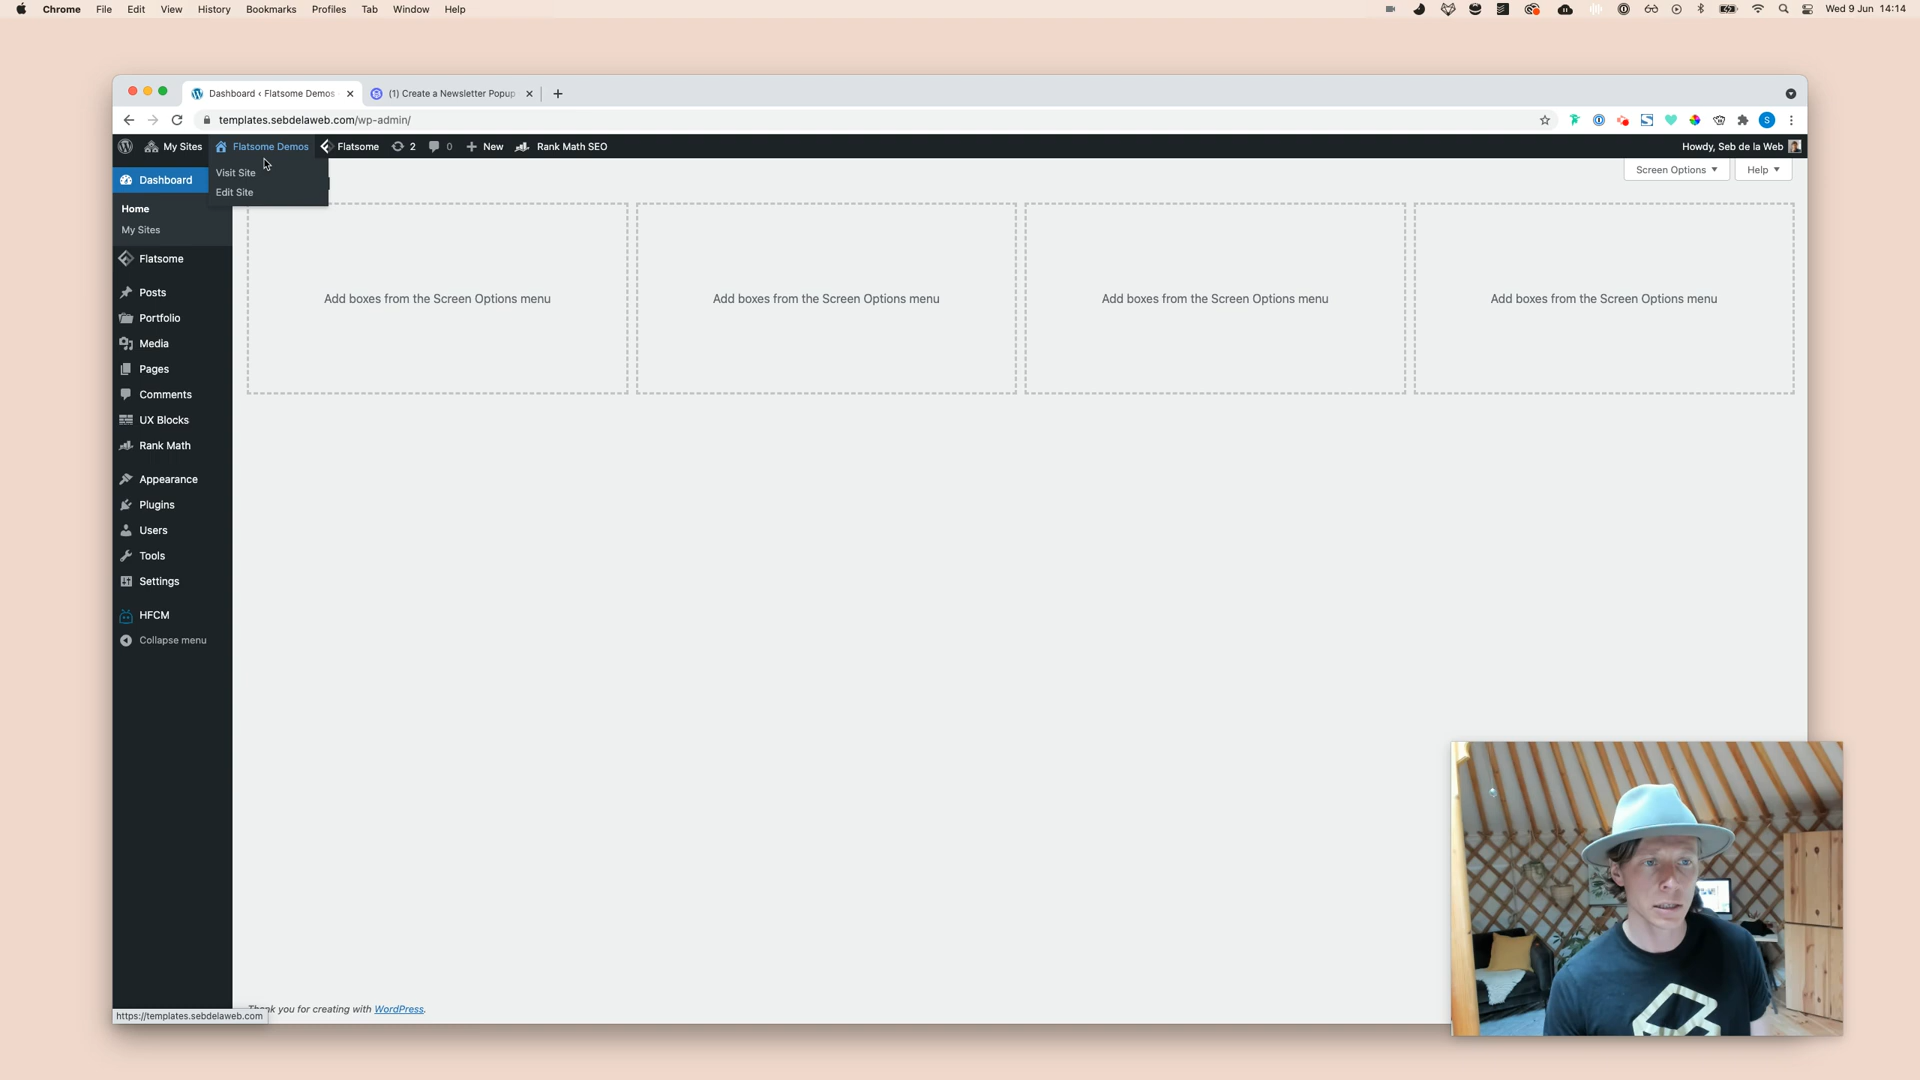 Chrome File Edit View History Bookmarks Profiles Tab Window Help Wed 9 Jun 14:14
Dashboard ‹ Flatsome Demos (1) Create a Newsletter Popup
templates.sebdelaweb.com/wp-admin/
My Sites Flatsome Demos Flatsome 2 0 New Rank Math SEO Howdy, Seb de la Web
Visit Site
Edit Site
Screen Options Help
Dashboard
Home
My Sites
Flatsome
Posts
Portfolio
Media
Pages
Comments
UX Blocks
Rank Math
Appearance
Plugins
Users
Tools
Settings
HFCM
Collapse menu
Add boxes from the Screen Options menu
Add boxes from the Screen Options menu
Add boxes from the Screen Options menu
Add boxes from the Screen Options menu
you for creating with WordPress.
https://templates.sebdelaweb.com